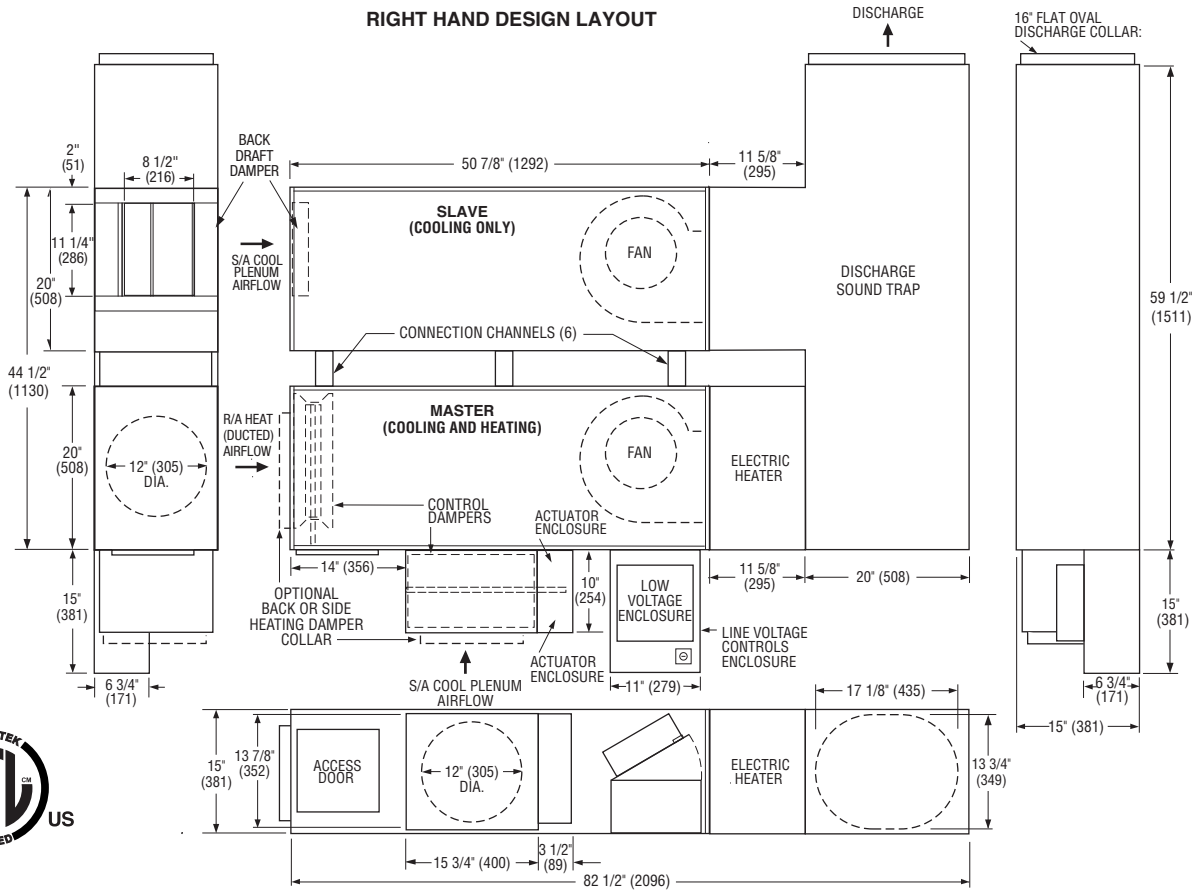 RIGHT HAND DESIGN LAYOUT
DISCHARGE
16" FLAT OVAL
DISCHARGE COLLAR:
2"
(51)
8 1/2"
(216)
BACK
DRAFT
DAMPER
50 7/8" (1292)
11 5/8"
(295)
SLAVE
(COOLING ONLY)
FAN
11 1/4"
(286)
20"
(508)
S/A COOL
PLENUM
AIRFLOW
DISCHARGE
SOUND TRAP
59 1/2"
(1511)
CONNECTION CHANNELS (6)
44 1/2"
(1130)
MASTER
(COOLING AND HEATING)
FAN
R/A HEAT
(DUCTED)
AIRFLOW
20"
(508)
12" (305)
DIA.
ELECTRIC
HEATER
CONTROL
DAMPERS
ACTUATOR
ENCLOSURE
14" (356)
10"
(254)
11 5/8"
(295)
20" (508)
15"
(381)
OPTIONAL
BACK OR SIDE
HEATING DAMPER
COLLAR
LOW
VOLTAGE
ENCLOSURE
LINE VOLTAGE
CONTROLS
ENCLOSURE
15"
(381)
ACTUATOR
ENCLOSURE
6 3/4"
(171)
S/A COOL PLENUM
AIRFLOW
11" (279)
6 3/4"
(171)
17 1/8" (435)
15" (381)
15"
(381)
13 7/8"
(352)
ACCESS
DOOR
12" (305)
DIA.
ELECTRIC
HEATER
13 3/4"
(349)
CM
US
15 3/4" (400)
3 1/2"
(89)
82 1/2" (2096)